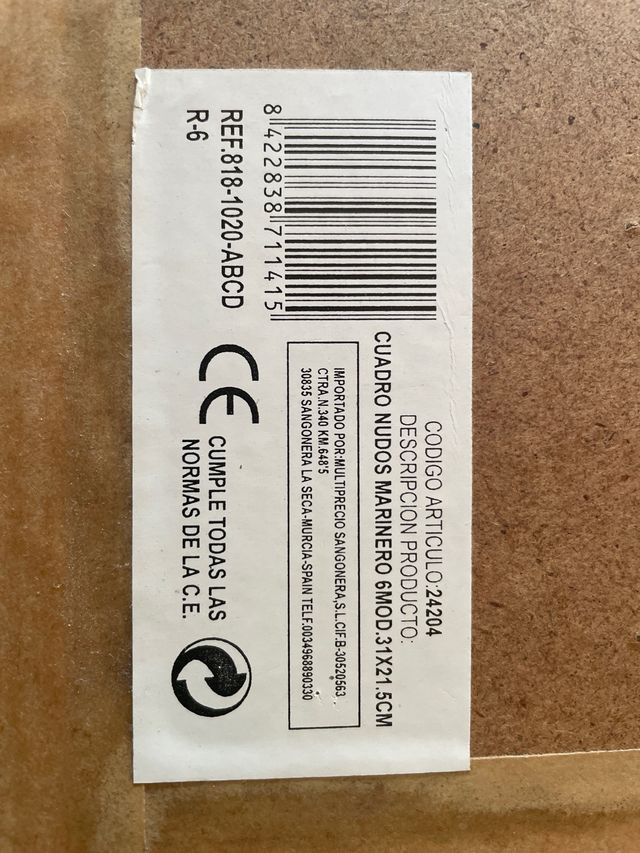 CODIGO ARTICULO:24204
DESCRIPCION PRODUCTO:
CUADRO NUDOS MARINERO 6MOD.31X21.5CM
IMPORTADO POR:MULTIPRECIO SANGONERA,S.L.CIF.B-30520563
CTRA.N.340 KM.648'5
30835 SANGONERA LA SECA-MURCIA-SPAIN TELF.0034968890330
8 422838 711415
REF.818-1020-ABCD
R-6
CE
CUMPLE TODAS LAS
NORMAS DE LA C.E.